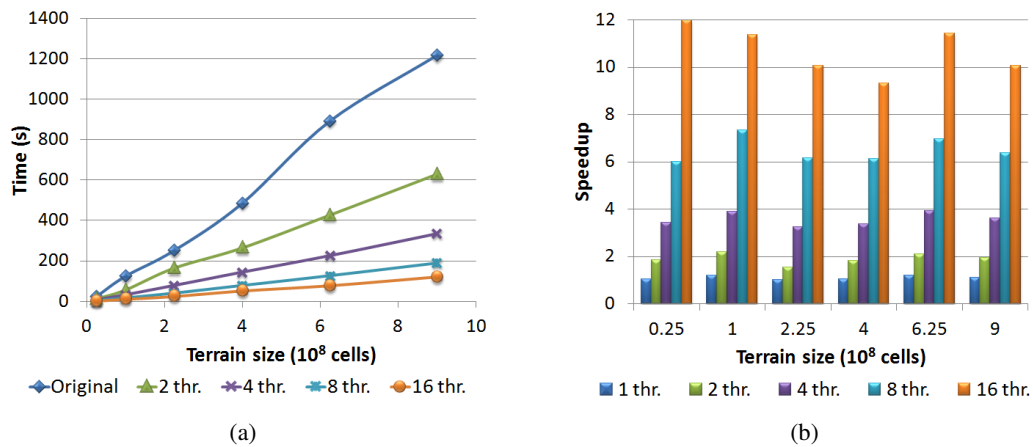 1400
1200
1000
800
600
400
200
0
Time (s)
0 2 4 6 8 10
Terrain size (10⁸ cells)
Original 2 thr. 4 thr. 8 thr. 16 thr.
(a)
12
10
8
6
4
2
0
Speedup
0.25 1 2.25 4 6.25 9
Terrain size (10⁸ cells)
1 thr. 2 thr. 4 thr. 8 thr. 16 thr.
(b)